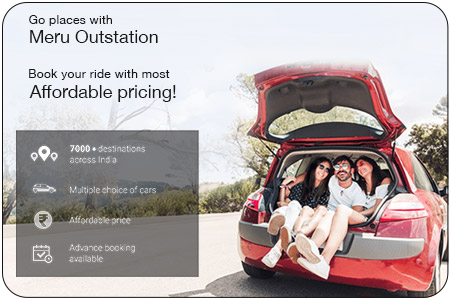 Go places with
Meru Outstation
Book your ride with most
Affordable pricing!
7000+ destinations
across India
Multiple choice of cars
Affordable price
Advance booking
available